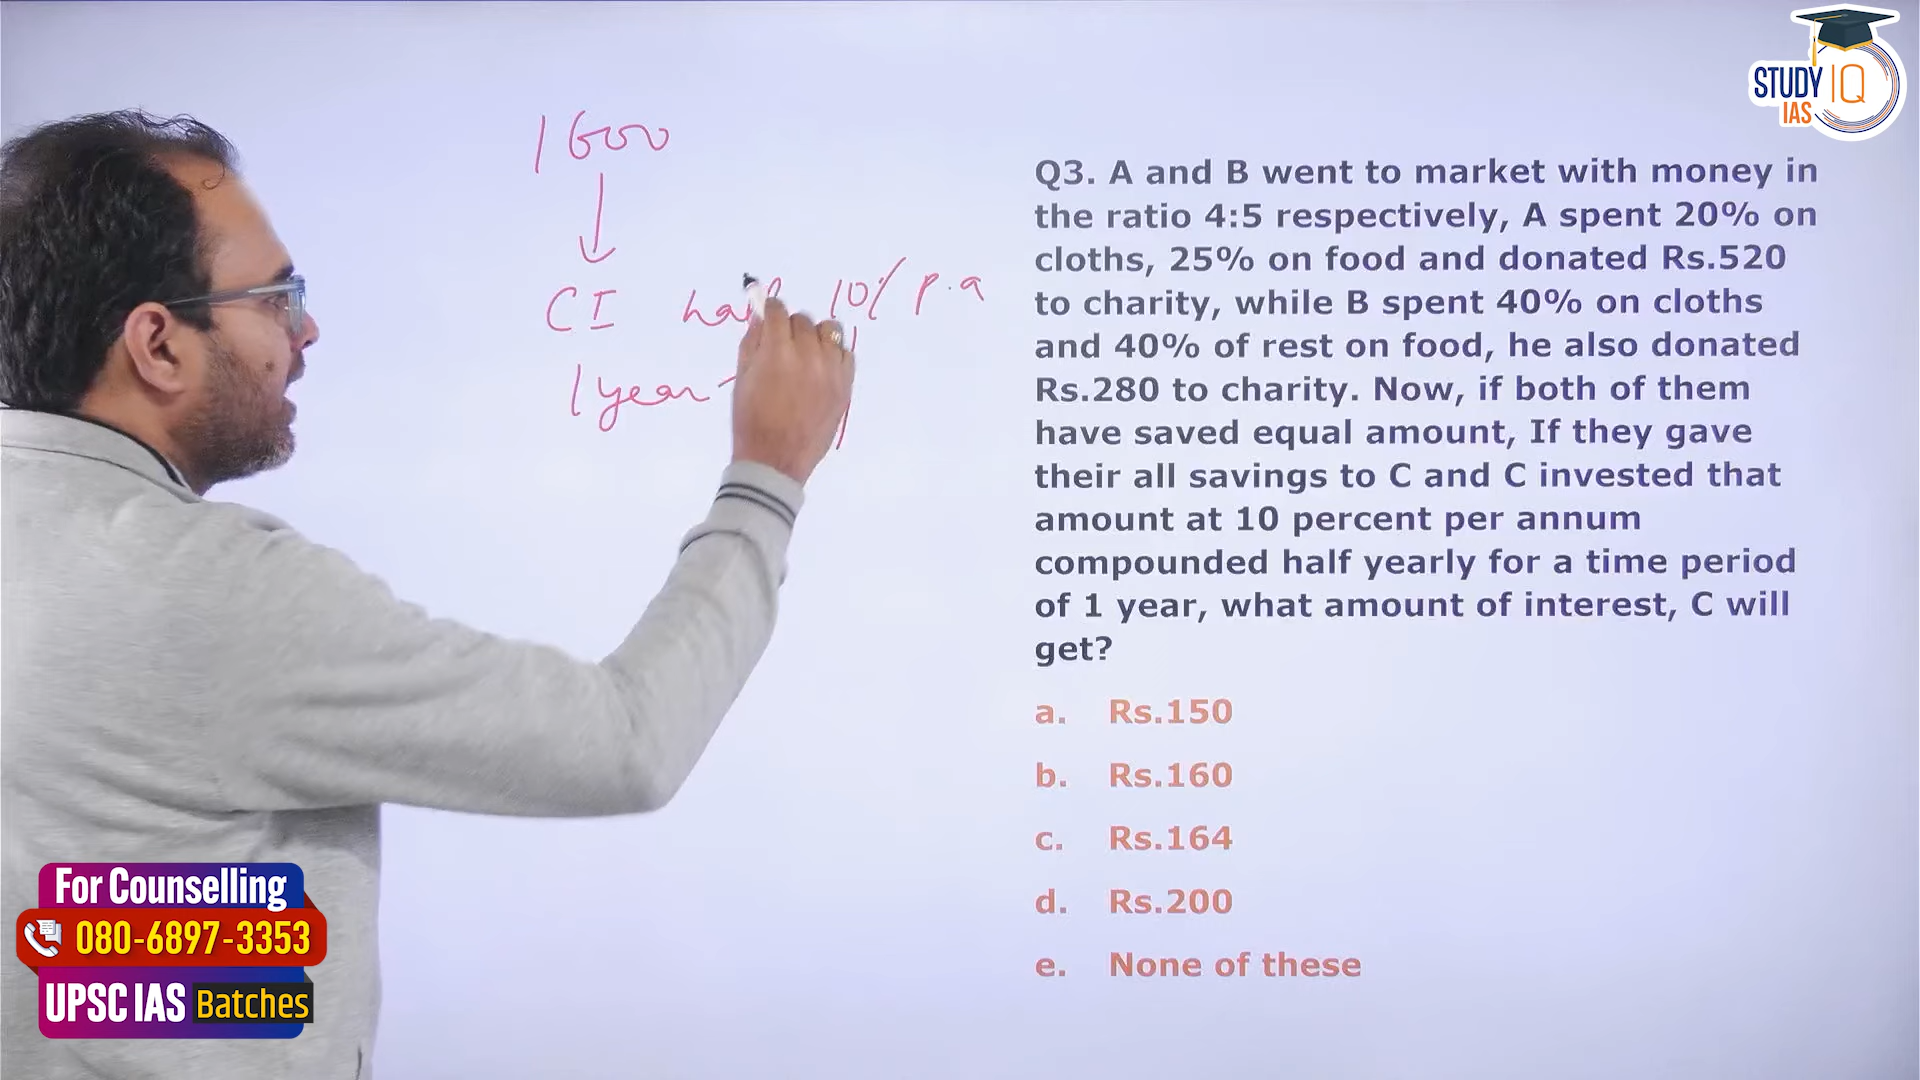 STUDY IQ
IAS
1600
CI half 10% p.a
1 year
Q3. A and B went to market with money in
the ratio 4:5 respectively, A spent 20% on
cloths, 25% on food and donated Rs.520
to charity, while B spent 40% on cloths
and 40% of rest on food, he also donated
Rs.280 to charity. Now, if both of them
have saved equal amount, If they gave
their all savings to C and C invested that
amount at 10 percent per annum
compounded half yearly for a time period
of 1 year, what amount of interest, C will
get?
a. Rs.150
b. Rs.160
c. Rs.164
d. Rs.200
e. None of these
For Counselling
080-6897-3353
UPSC IAS Batches